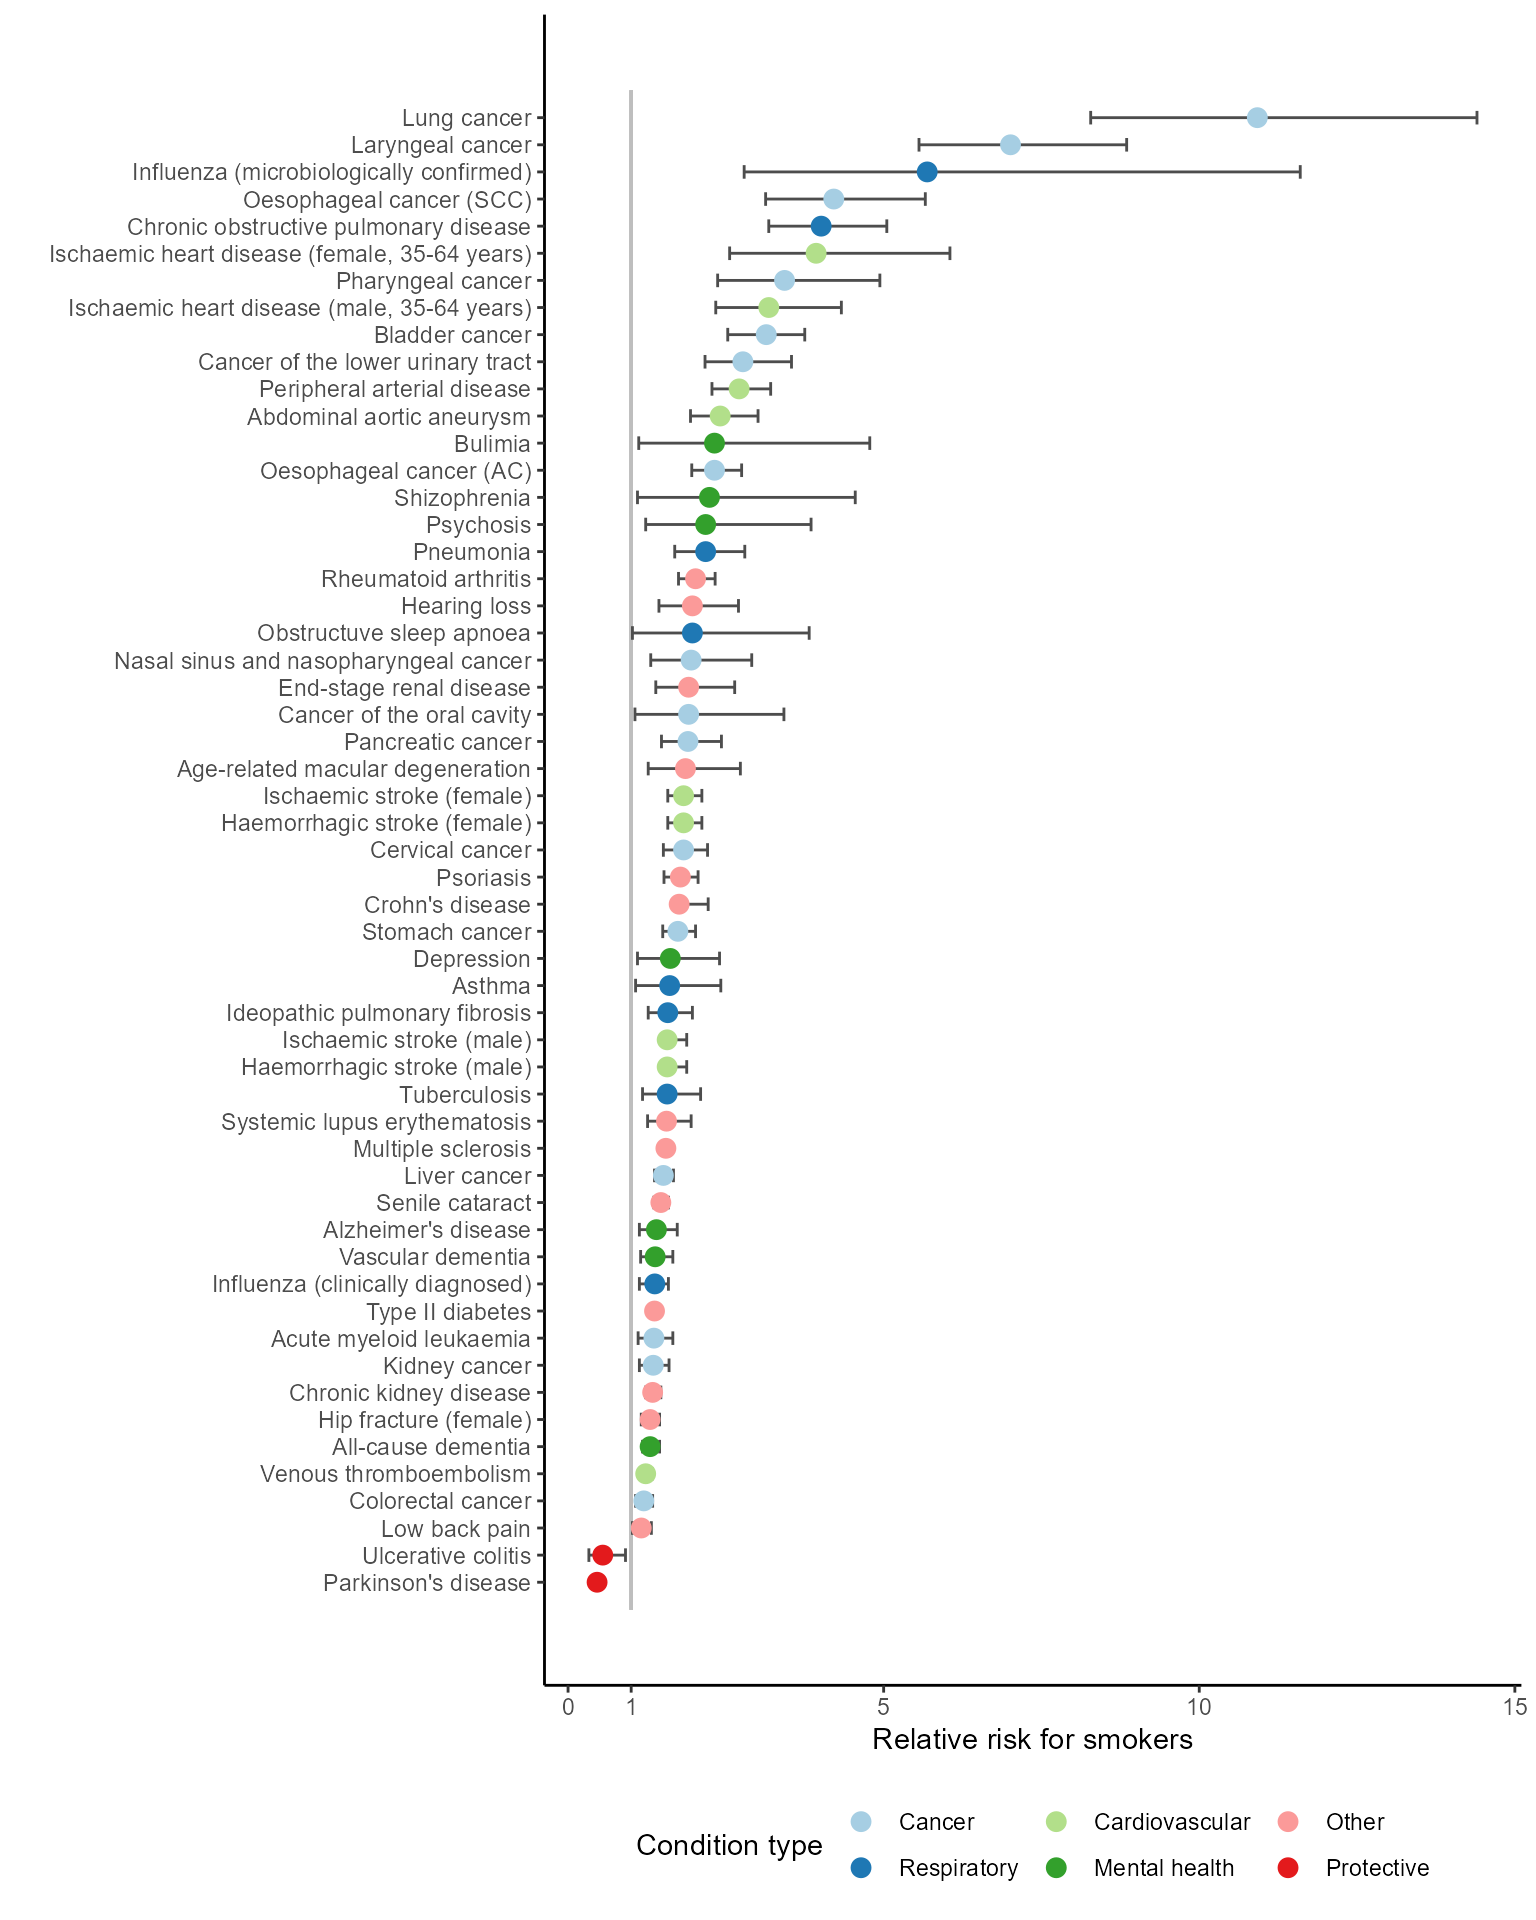 Lung cancer
Laryngeal cancer
Influenza (microbiologically confirmed)
Oesophageal cancer (SCC)
Chronic obstructive pulmonary disease
Ischaemic heart disease (female, 35-64 years)
Pharyngeal cancer
Ischaemic heart disease (male, 35-64 years)
Bladder cancer
Cancer of the lower urinary tract
Peripheral arterial disease
Abdominal aortic aneurysm
Bulimia
Oesophageal cancer (AC)
Shizophrenia
Psychosis
Pneumonia
Rheumatoid arthritis
Hearing loss
Obstructuve sleep apnoea
Nasal sinus and nasopharyngeal cancer
End-stage renal disease
Cancer of the oral cavity
Pancreatic cancer
Age-related macular degeneration
Ischaemic stroke (female)
Haemorrhagic stroke (female)
Cervical cancer
Psoriasis
Crohn's disease
Stomach cancer
Depression
Asthma
Ideopathic pulmonary fibrosis
Ischaemic stroke (male)
Haemorrhagic stroke (male)
Tuberculosis
Systemic lupus erythematosis
Multiple sclerosis
Liver cancer
Senile cataract
Alzheimer's disease
Vascular dementia
Influenza (clinically diagnosed)
Type II diabetes
Acute myeloid leukaemia
Kidney cancer
Chronic kidney disease
Hip fracture (female)
All-cause dementia
Venous thromboembolism
Colorectal cancer
Low back pain
Ulcerative colitis
Parkinson's disease
0 1 5 10 15
Relative risk for smokers
Condition type
Cancer Cardiovascular Other
Respiratory Mental health Protective